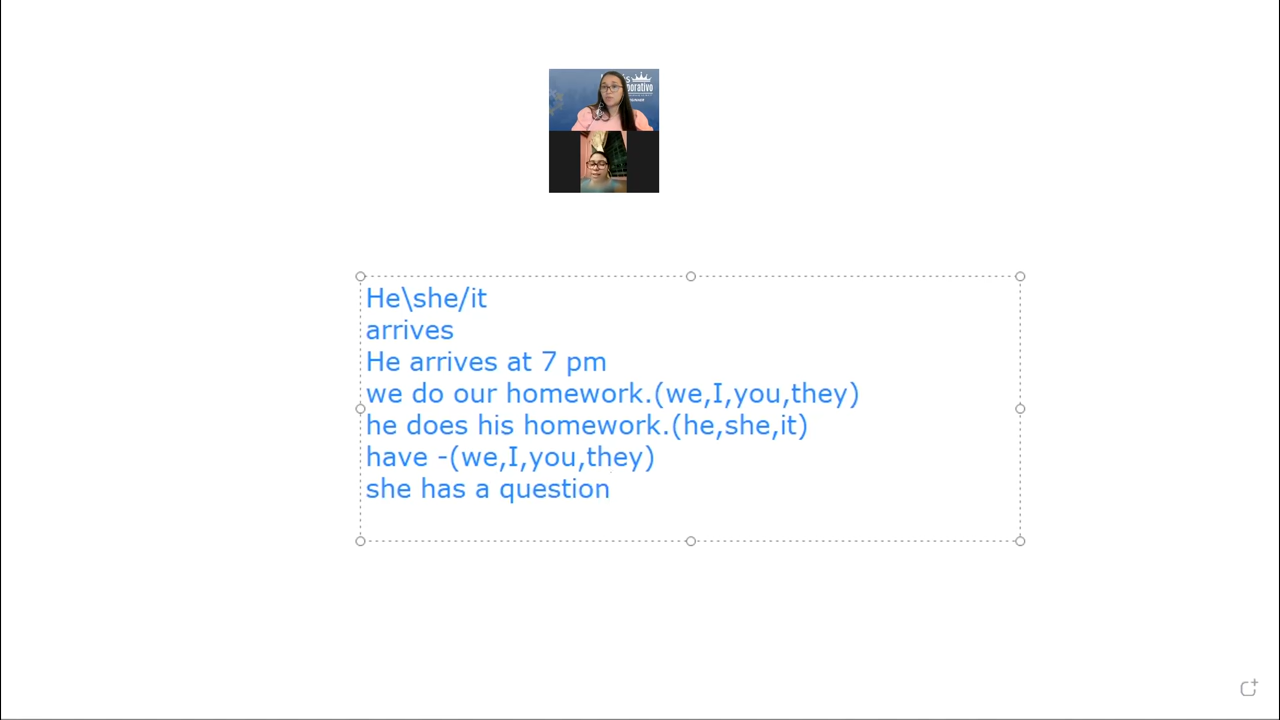 He\she/it
arrives
He arrives at 7 pm
we do our homework.(we,I,you,they)
he does his homework.(he,she,it)
have -(we,I,you,they)
she has a question